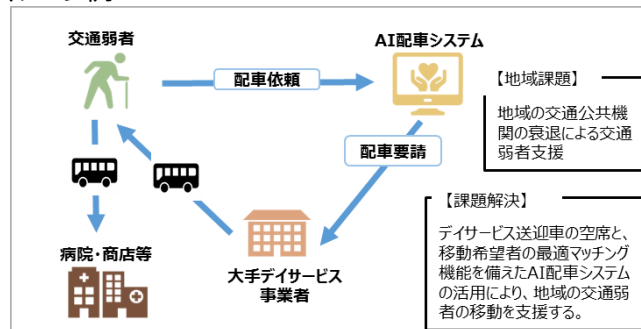 交通弱者
AI配車システム
配車依頼
【地域課題】
地域の交通公共機
関の衰退による交通
弱者支援
配車要請
【課題解決】
デイサービス送迎車の空席と、
移動希望者の最適マッチング
機能を備えたAI配車システム
の活用により、地域の交通弱
者の移動を支援する。
病院・商店等
大手デイサービス
事業者